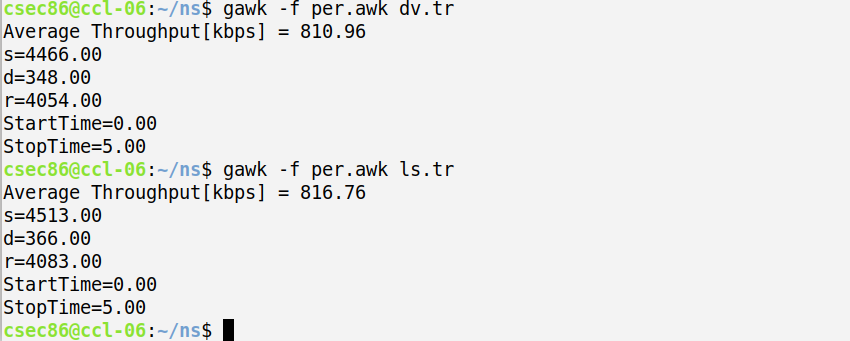 csec86@ccl-06:~/ns$ gawk -f per.awk dv.tr
Average Throughput[kbps] = 810.96
s=4466.00
d=348.00
r=4054.00
StartTime=0.00
StopTime=5.00
csec86@ccl-06:~/ns$ gawk -f per.awk ls.tr
Average Throughput[kbps] = 816.76
s=4513.00
d=366.00
r=4083.00
StartTime=0.00
StopTime=5.00
csec86@ccl-06:~/ns$